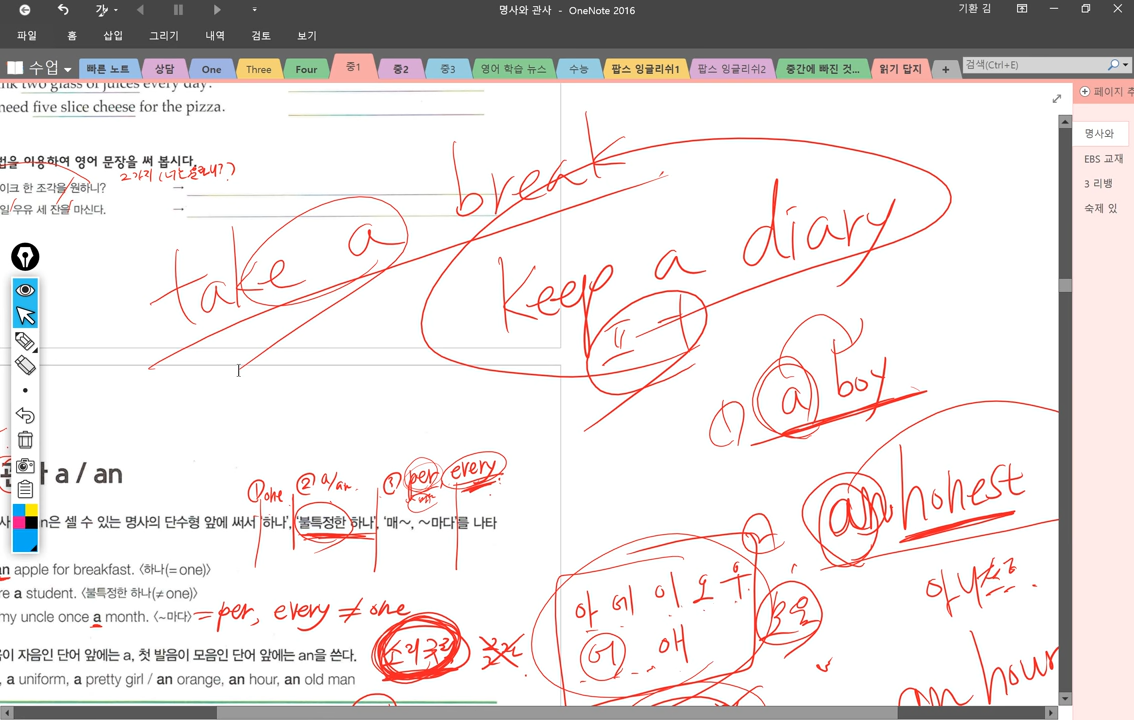 명사와 관사 - OneNote 2016
기환 김
파일 홈 삽입 그리기 내역 검토 보기
수업 빠른 노트 상담 One Three Four 중1 중2 중3 영어 학습 뉴스 수능 팝스 잉글리쉬1 팝스 잉글리쉬2 중간에 빠진 것... 읽기 답지 + 검색(Ctrl+E)
페이지 추
명사와
EBS 교재
3 리뱅
숙제 있
nk two glass of juices every day.
need five slice cheese for the pizza.
법을 이용하여 영어 문장을 써 봅시다.
이크 한 조각을 원하니? →
일 우유 세 잔을 마신다. →
take a break
keep a diary
1) a boy
an honest
관사 a / an
① one ② a/an ③ per every
n은 셀 수 있는 명사의 단수형 앞에 써서 '하나', '불특정한 하나', '매~, ~마다'를 나타
an apple for breakfast. 〈하나(= one)〉
re a student. 〈불특정한 하나(≠one)〉
my uncle once a month. 〈~마다〉 = per, every ≠ one
음이 자음인 단어 앞에는 a, 첫 발음이 모음인 단어 앞에는 an을 쓴다.
, a uniform, a pretty girl / an orange, an hour, an old man
아 에 이 오 우
어 애
모음
an hour